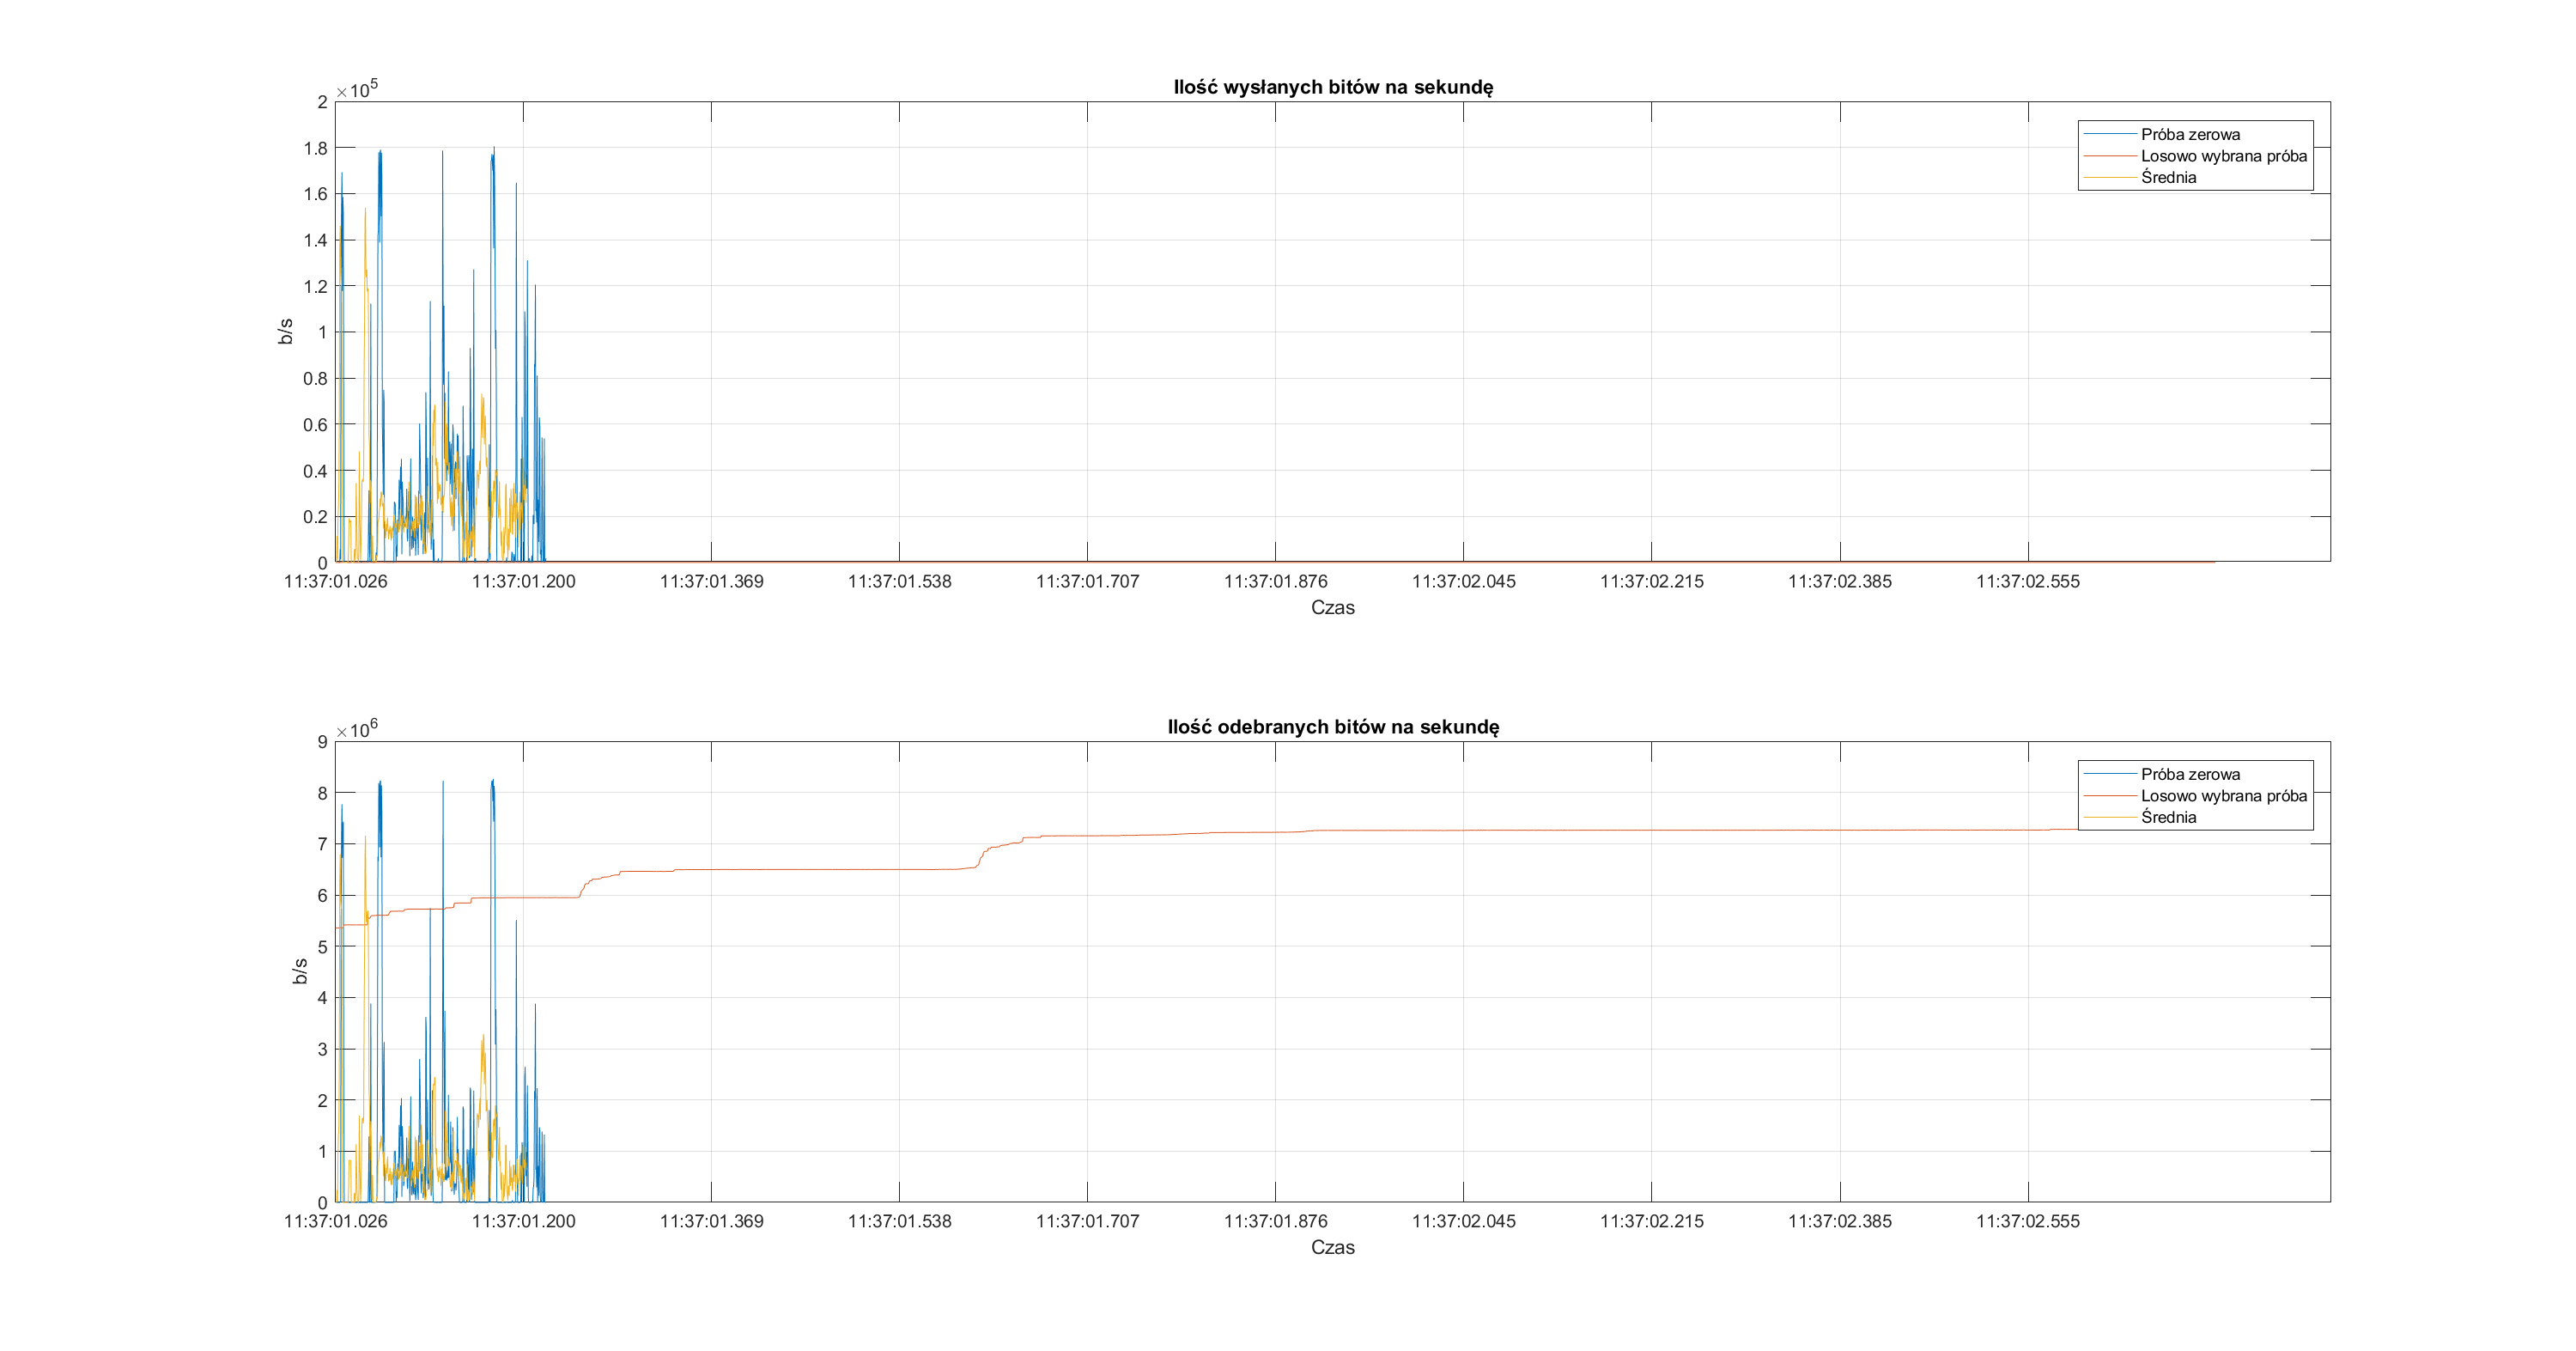 Ilość wysłanych bitów na sekundę
×10^5
2
1.8
1.6
1.4
1.2
1
0.8
0.6
0.4
0.2
0
b/s
Próba zerowa
Losowo wybrana próba
Średnia
11:37:01.026 11:37:01.200 11:37:01.369 11:37:01.538 11:37:01.707 11:37:01.876 11:37:02.045 11:37:02.215 11:37:02.385 11:37:02.555
Czas
Ilość odebranych bitów na sekundę
×10^6
9
8
7
6
5
4
3
2
1
0
b/s
Próba zerowa
Losowo wybrana próba
Średnia
11:37:01.026 11:37:01.200 11:37:01.369 11:37:01.538 11:37:01.707 11:37:01.876 11:37:02.045 11:37:02.215 11:37:02.385 11:37:02.555
Czas